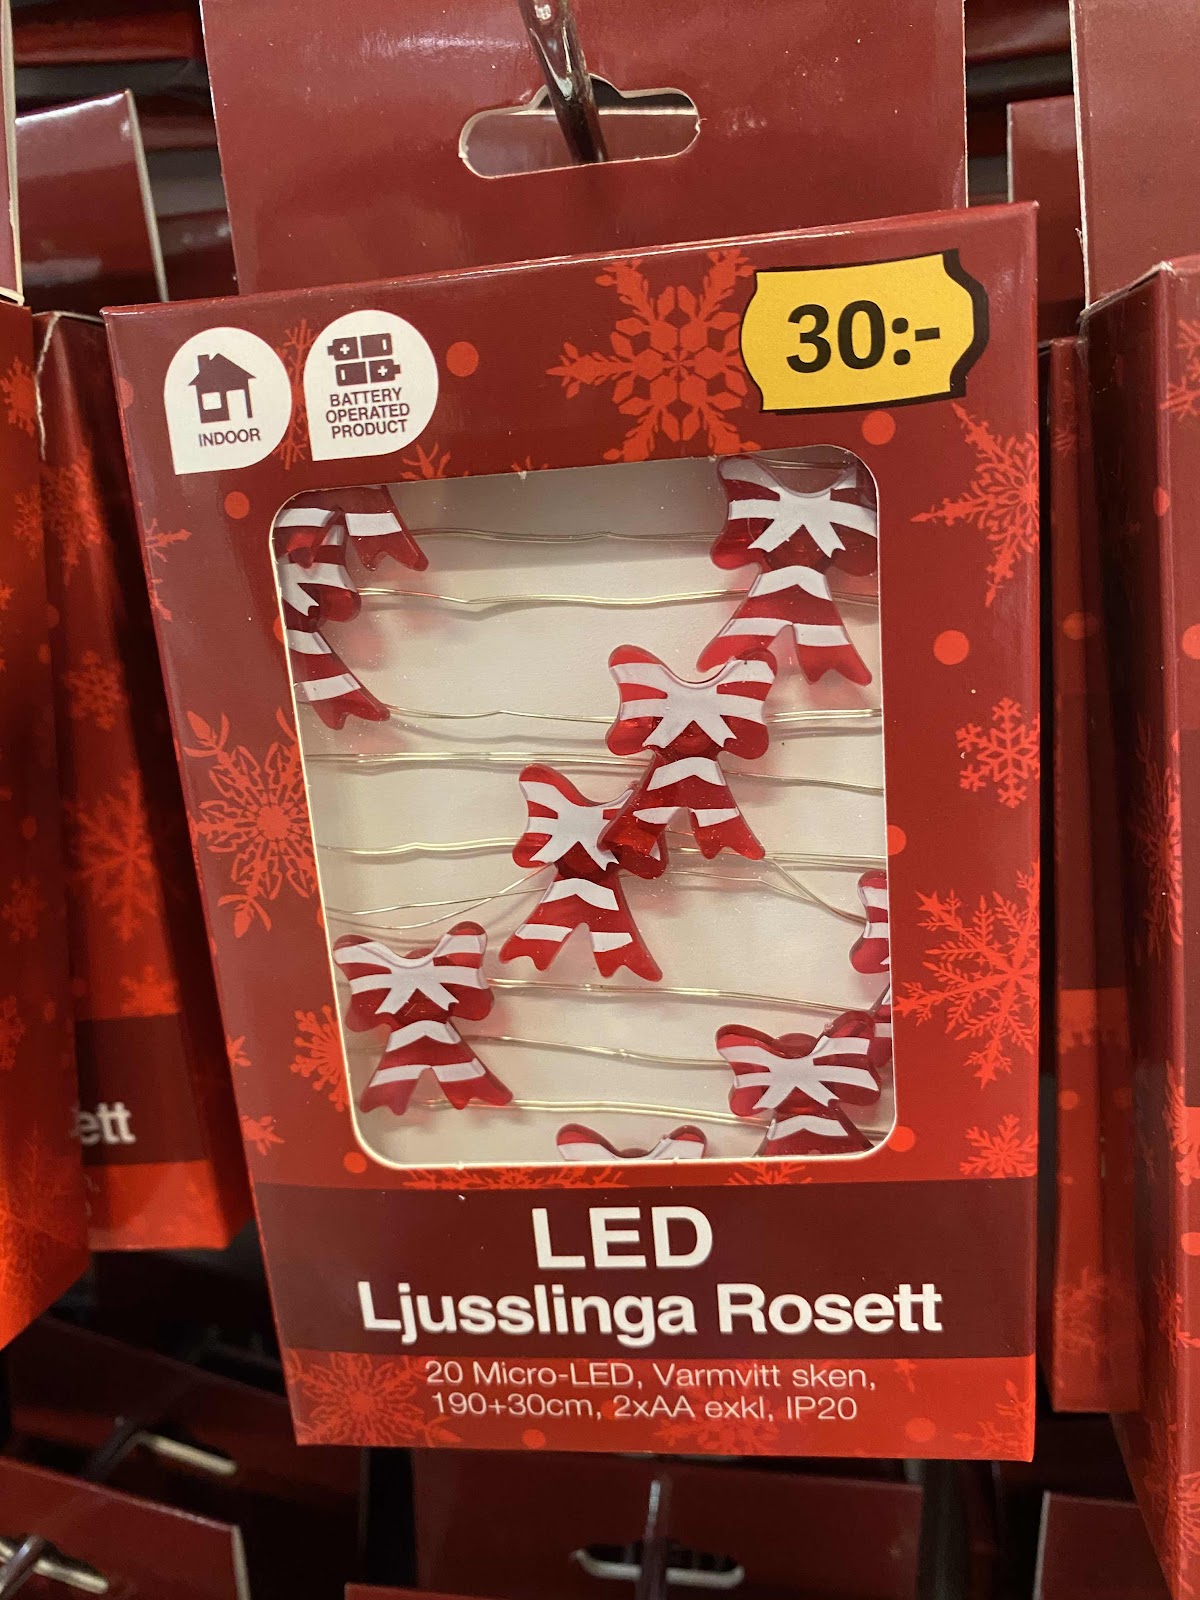 30:-
INDOOR
BATTERY
OPERATED
PRODUCT
LED
Ljusslinga Rosett
20 Micro-LED, Varmvitt sken,
190+30cm, 2xAA exkl, IP20
ett